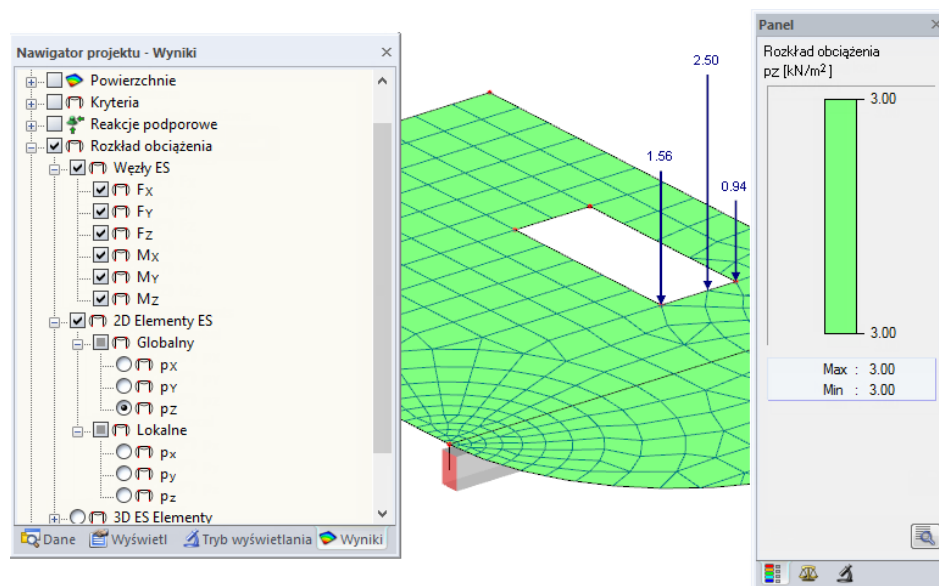 Nawigator projektu - Wyniki
Powierzchnie
Kryteria
Reakcje podporowe
Rozkład obciążenia
Węzły ES
FX
FY
FZ
MX
MY
MZ
2D Elementy ES
Globalny
pX
pY
pZ
Lokalne
px
py
pz
3D ES Elementy
Dane Wyświetl Tryb wyświetlania Wyniki
2.50
1.56
0.94
Panel
Rozkład obciążenia
pz [kN/m²]
3.00
3.00
Max : 3.00
Min : 3.00